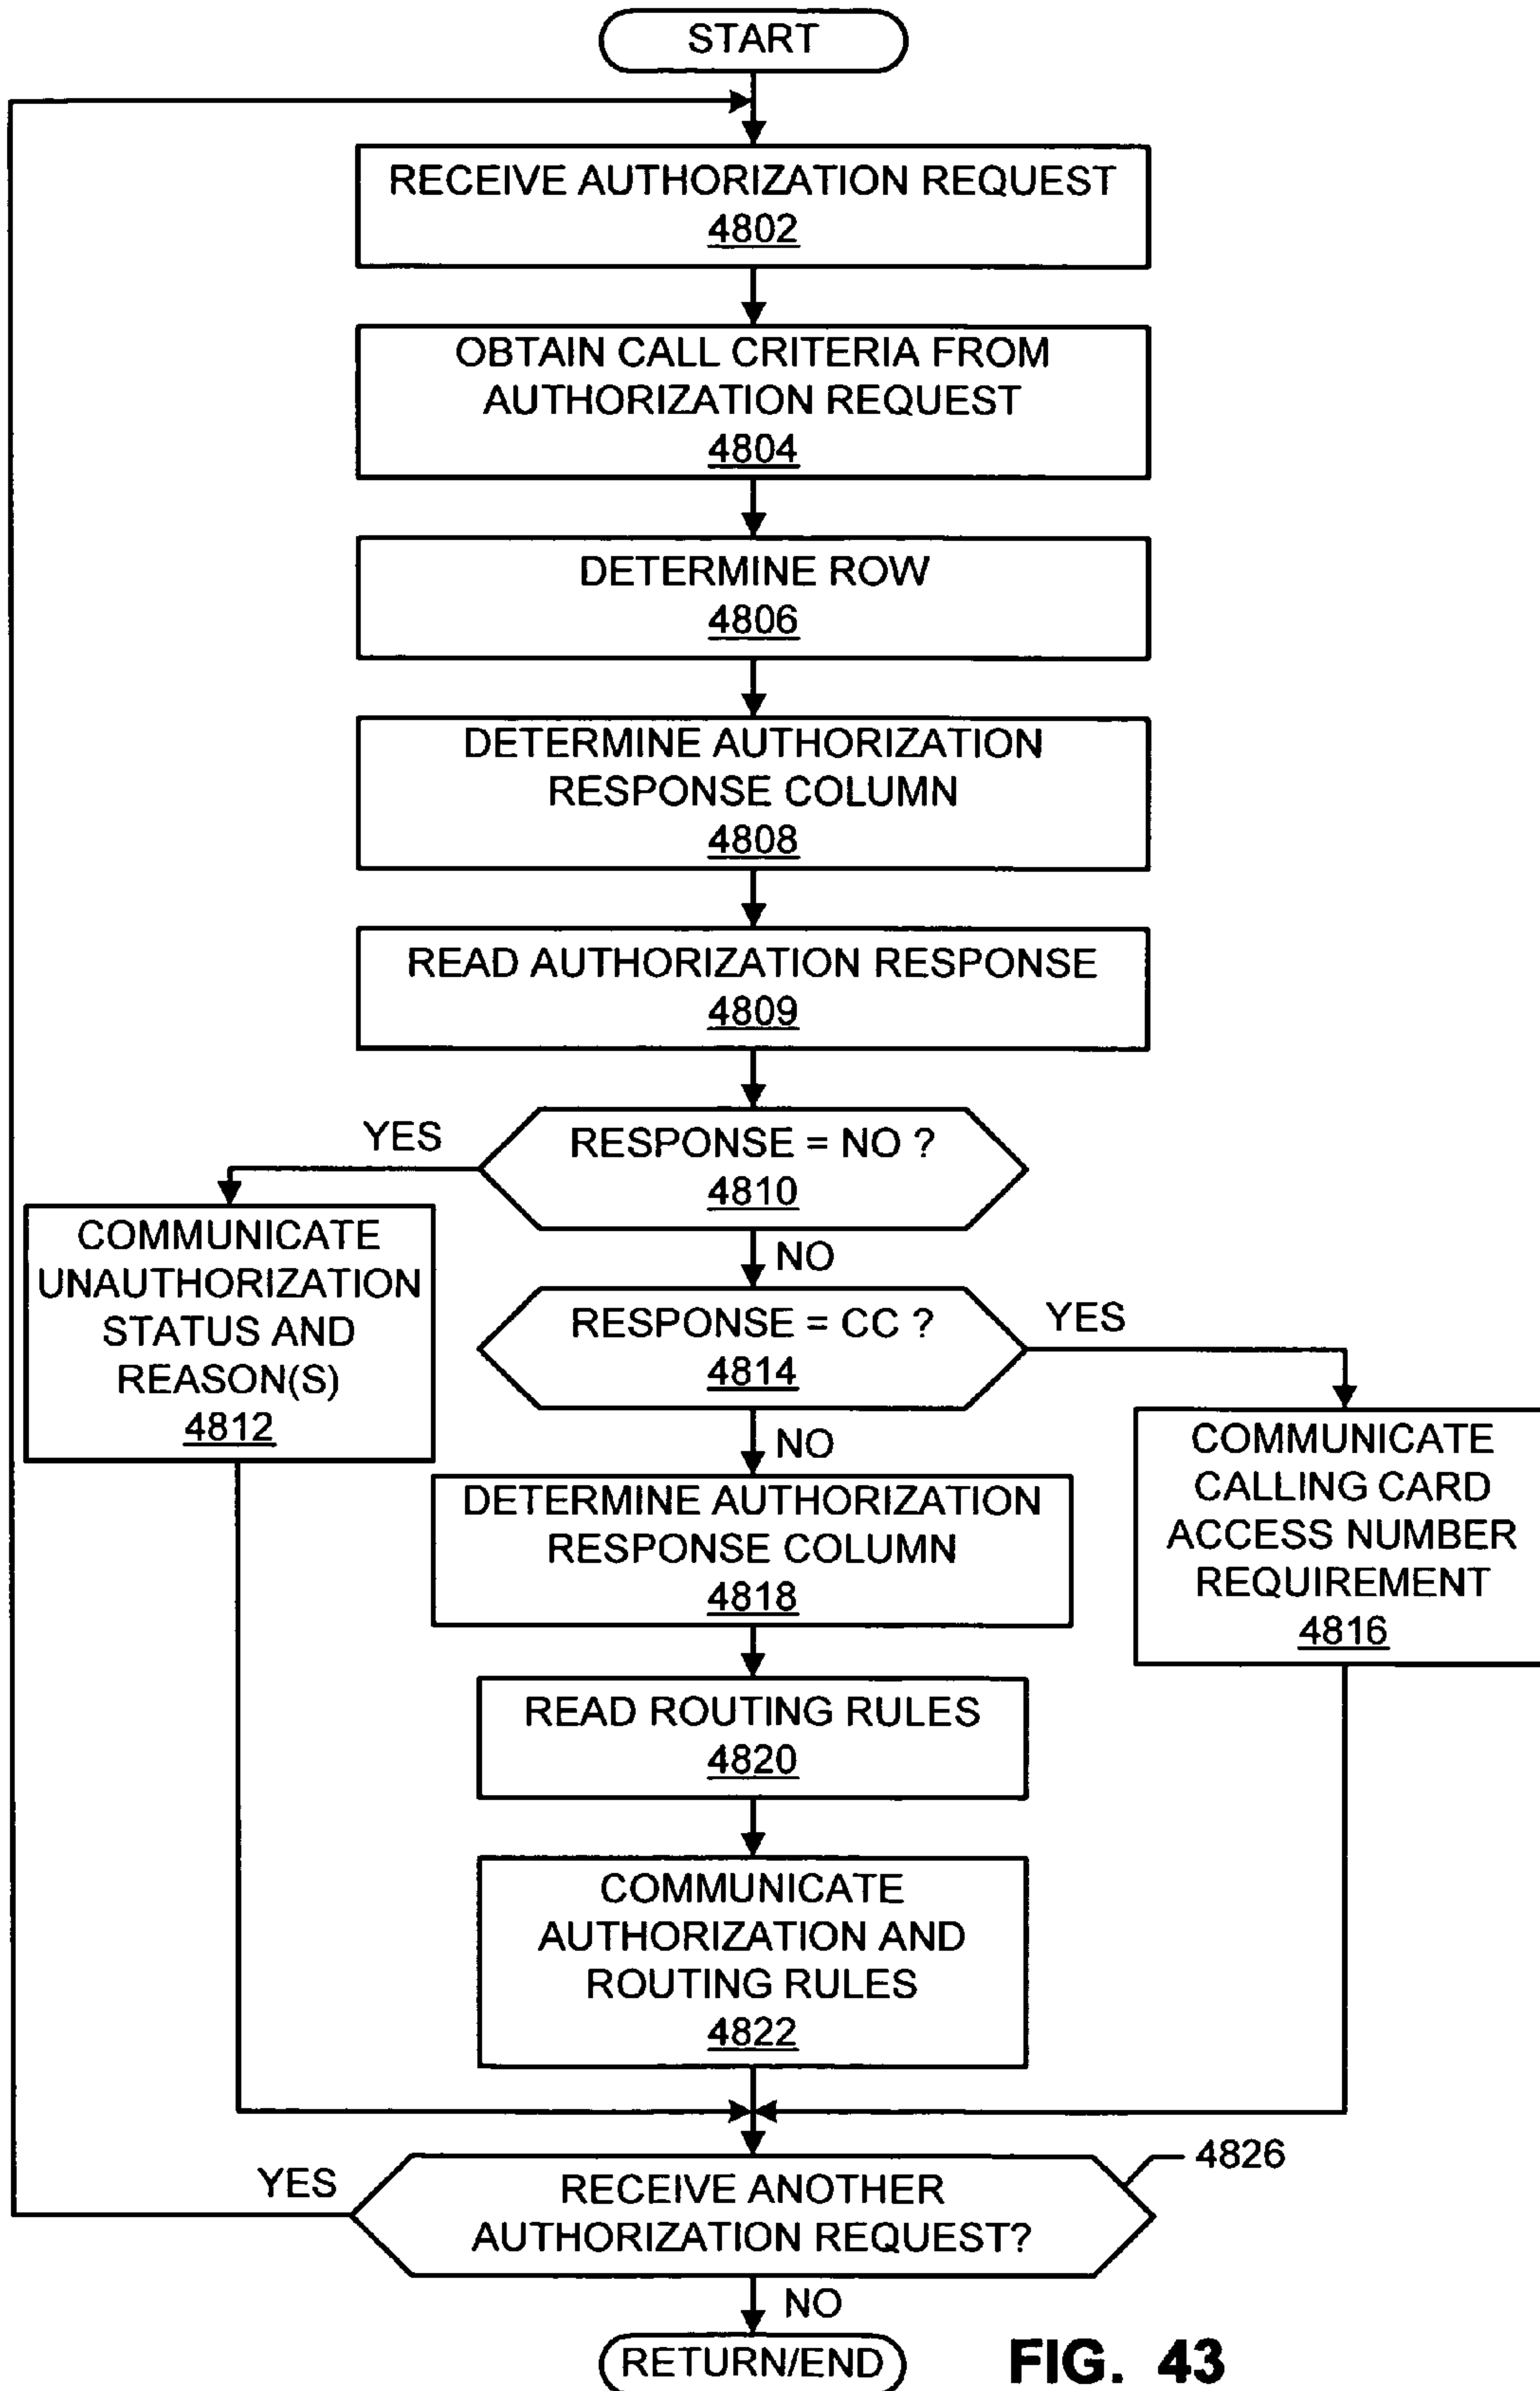 START
RECEIVE AUTHORIZATION REQUEST
4802
OBTAIN CALL CRITERIA FROM
AUTHORIZATION REQUEST
4804
DETERMINE ROW
4806
DETERMINE AUTHORIZATION
RESPONSE COLUMN
4808
READ AUTHORIZATION RESPONSE
4809
YES
RESPONSE = NO ?
4810
COMMUNICATE
UNAUTHORIZATION
STATUS AND
REASON(S)
4812
NO
RESPONSE = CC ?
4814
YES
COMMUNICATE
CALLING CARD
ACCESS NUMBER
REQUIREMENT
4816
NO
DETERMINE AUTHORIZATION
RESPONSE COLUMN
4818
READ ROUTING RULES
4820
COMMUNICATE
AUTHORIZATION AND
ROUTING RULES
4822
4826
YES
RECEIVE ANOTHER
AUTHORIZATION REQUEST?
NO
RETURN/END
FIG. 43